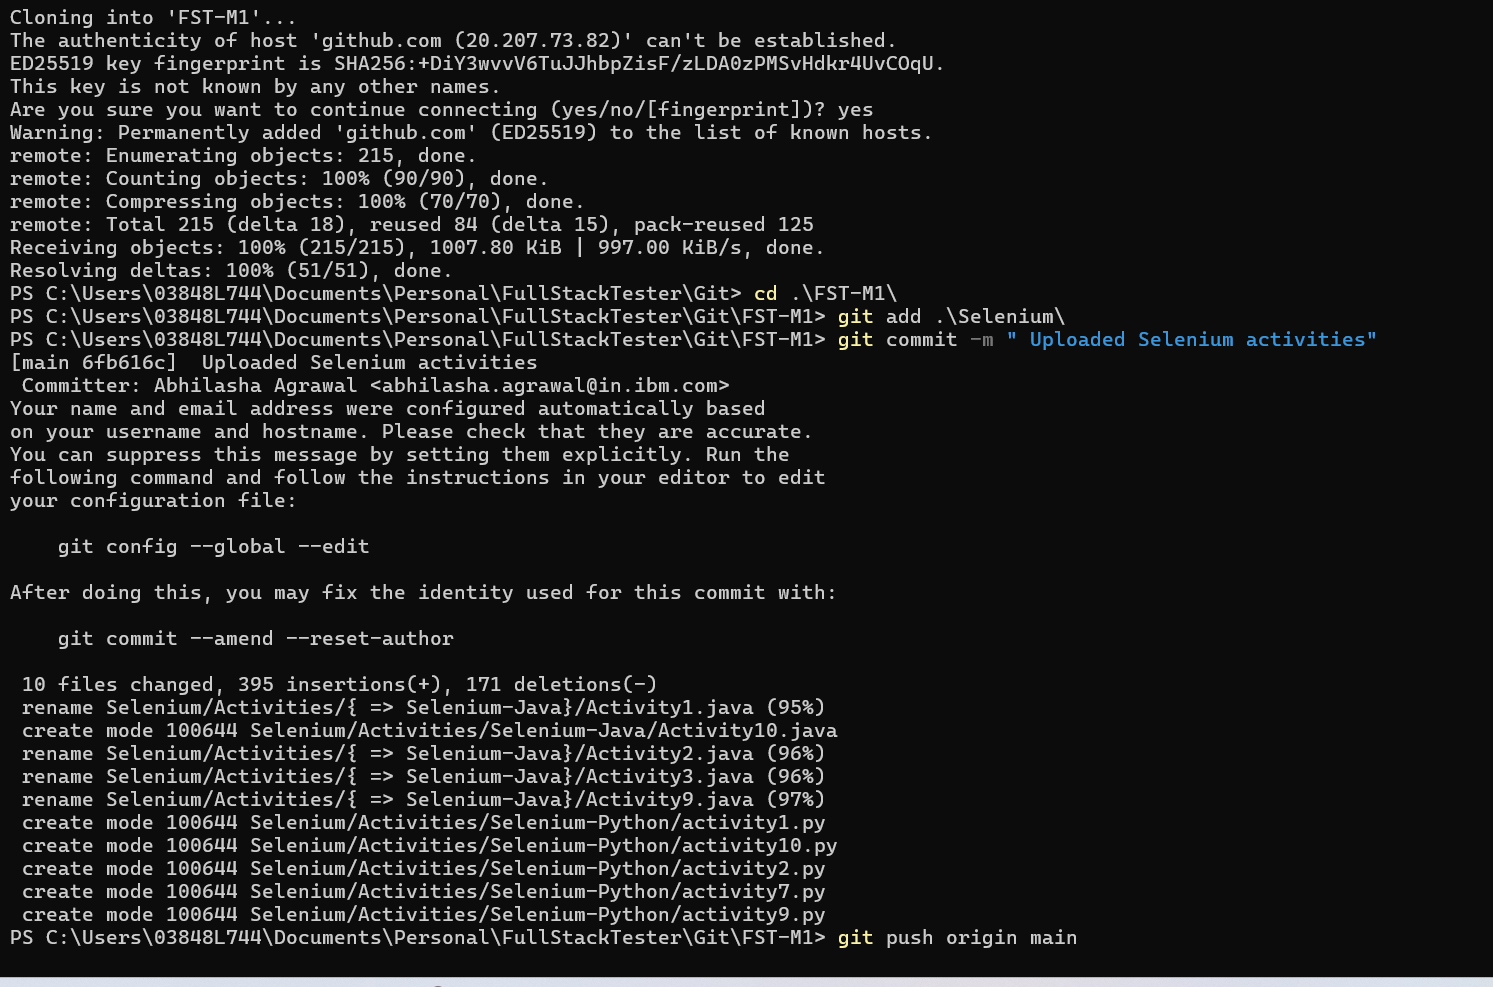 Cloning into 'FST-M1'...
The authenticity of host 'github.com (20.207.73.82)' can't be established.
ED25519 key fingerprint is SHA256:+DiY3wvvV6TuJJhbpZisF/zLDA0zPMSvHdkr4UvCOqU.
This key is not known by any other names.
Are you sure you want to continue connecting (yes/no/[fingerprint])? yes
Warning: Permanently added 'github.com' (ED25519) to the list of known hosts.
remote: Enumerating objects: 215, done.
remote: Counting objects: 100% (90/90), done.
remote: Compressing objects: 100% (70/70), done.
remote: Total 215 (delta 18), reused 84 (delta 15), pack-reused 125
Receiving objects: 100% (215/215), 1007.80 KiB | 997.00 KiB/s, done.
Resolving deltas: 100% (51/51), done.
PS C:\Users\03848L744\Documents\Personal\FullStackTester\Git> cd .\FST-M1\
PS C:\Users\03848L744\Documents\Personal\FullStackTester\Git\FST-M1> git add .\Selenium\
PS C:\Users\03848L744\Documents\Personal\FullStackTester\Git\FST-M1> git commit -m " Uploaded Selenium activities"
[main 6fb616c]  Uploaded Selenium activities
 Committer: Abhilasha Agrawal <abhilasha.agrawal@in.ibm.com>
Your name and email address were configured automatically based
on your username and hostname. Please check that they are accurate.
You can suppress this message by setting them explicitly. Run the
following command and follow the instructions in your editor to edit
your configuration file:

    git config --global --edit

After doing this, you may fix the identity used for this commit with:

    git commit --amend --reset-author

 10 files changed, 395 insertions(+), 171 deletions(-)
 rename Selenium/Activities/{ => Selenium-Java}/Activity1.java (95%)
 create mode 100644 Selenium/Activities/Selenium-Java/Activity10.java
 rename Selenium/Activities/{ => Selenium-Java}/Activity2.java (96%)
 rename Selenium/Activities/{ => Selenium-Java}/Activity3.java (96%)
 rename Selenium/Activities/{ => Selenium-Java}/Activity9.java (97%)
 create mode 100644 Selenium/Activities/Selenium-Python/activity1.py
 create mode 100644 Selenium/Activities/Selenium-Python/activity10.py
 create mode 100644 Selenium/Activities/Selenium-Python/activity2.py
 create mode 100644 Selenium/Activities/Selenium-Python/activity7.py
 create mode 100644 Selenium/Activities/Selenium-Python/activity9.py
PS C:\Users\03848L744\Documents\Personal\FullStackTester\Git\FST-M1> git push origin main